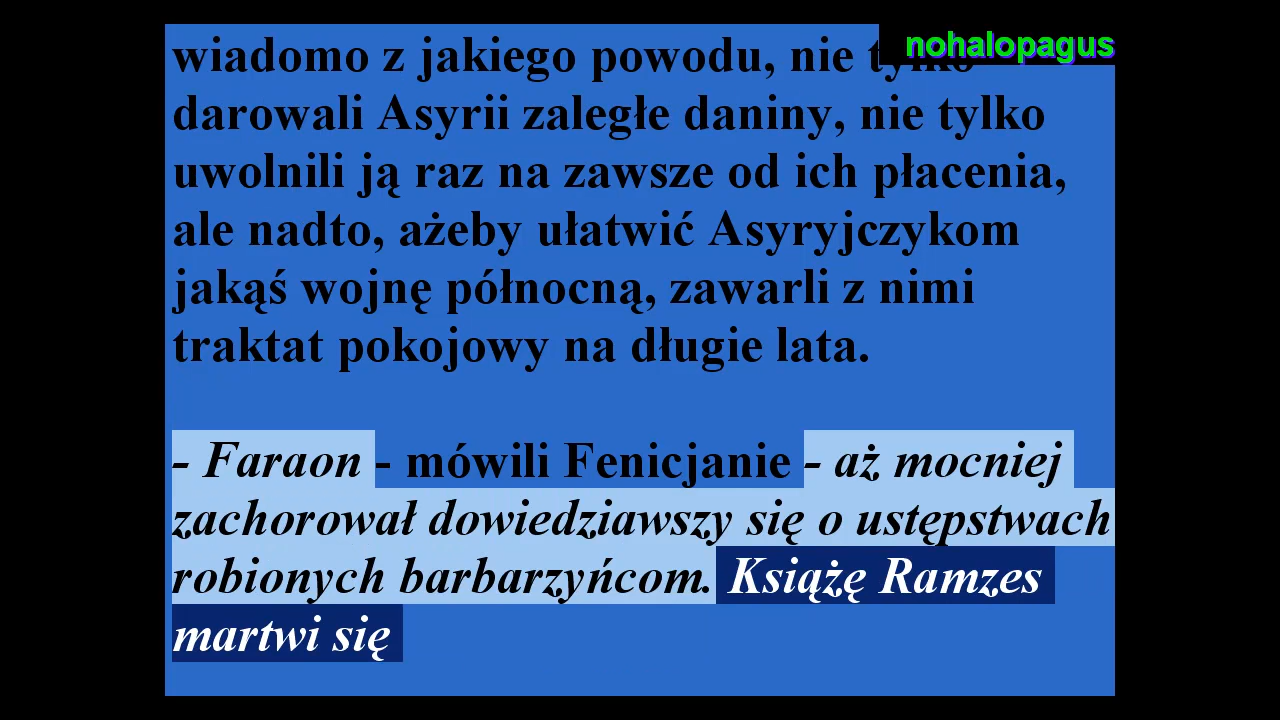 nohalopagus
wiadomo z jakiego powodu, nie tylko
darowali Asyrii zaległe daniny, nie tylko
uwolnili ją raz na zawsze od ich płacenia,
ale nadto, ażeby ułatwić Asyryjczykom
jakąś wojnę północną, zawarli z nimi
traktat pokojowy na długie lata.
- Faraon - mówili Fenicjanie - aż mocniej
zachorował dowiedziawszy się o ustępstwach
robionych barbarzyńcom. Książę Ramzes
martwi się